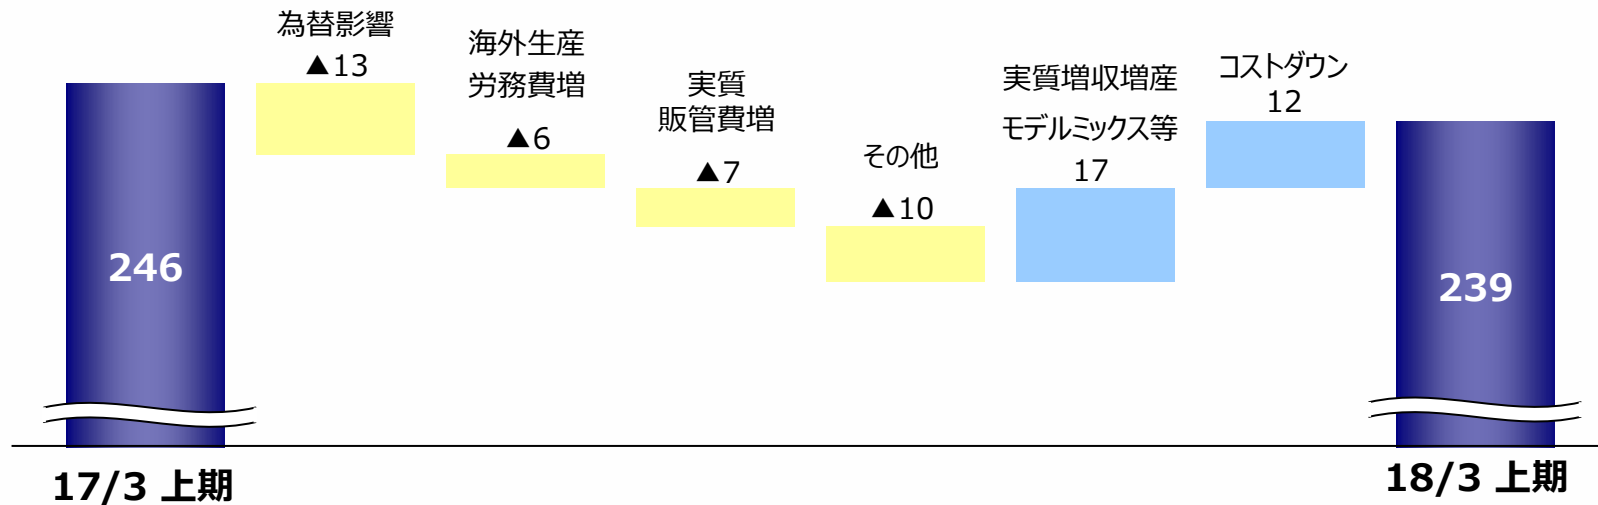 為替影響
▲13
海外生産
労務費増
▲6
実質
販管費増
▲7
その他
▲10
実質増収増産
モデルミックス等
17
コストダウン
12
246
239
17/3 上期
18/3 上期